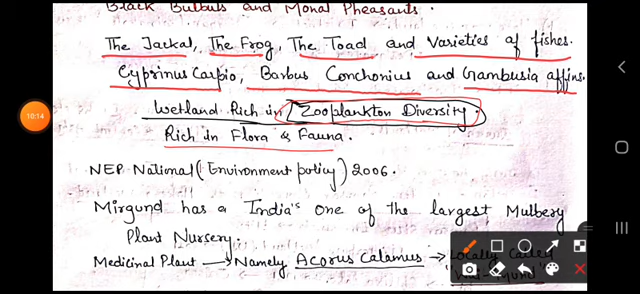 Black Bulbuls and Monal Pheasants.
The Jackal, The Frog, The Toad and Varieties of fishes.
Cyprinus Carpio, Barbus Conchonius and Gambusia affins.
Wetland Rich in Zooplankton Diversity.
Rich in Flora & Fauna.
10:14
NEP National (Environment policy) 2006.
Mirgund has a India's one of the largest Mulbery
Plant Nursery.
Medicinal Plant → Namely Acorus Calamus → Locally Called